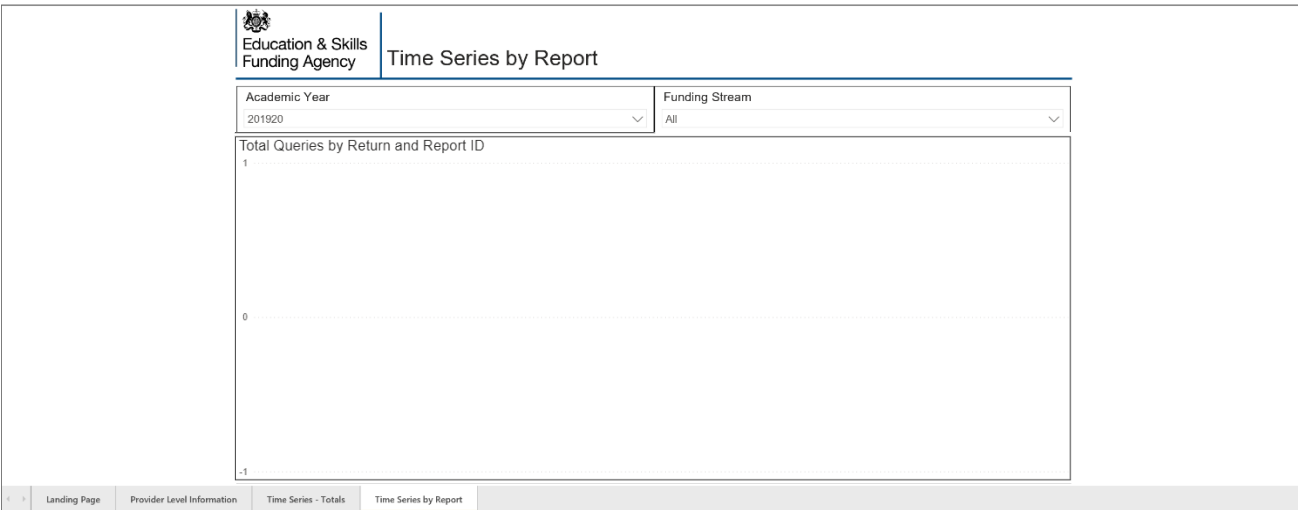 Education & Skills
Funding Agency
Time Series by Report
Academic Year
Funding Stream
201920
All
Total Queries by Return and Report ID
1
0
-1
Landing Page
Provider Level Information
Time Series - Totals
Time Series by Report